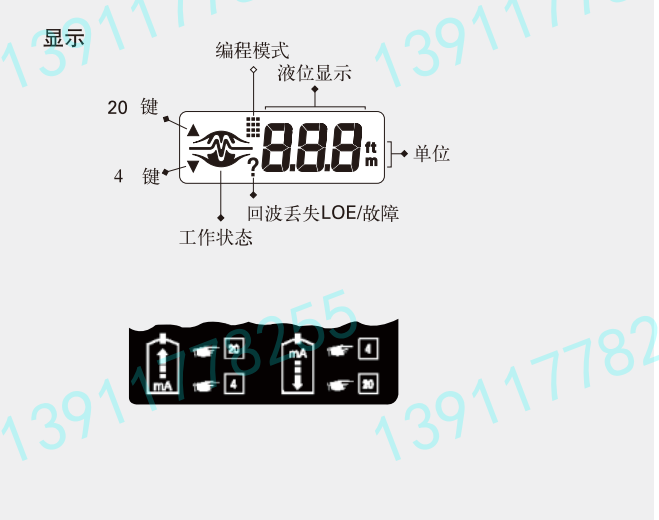 显示
编程模式
液位显示
20 键
8.8.8
ft
m
单位
4 键
?
回波丢失LOE/故障
工作状态
20
4
mA
4
mA
20
13911778255